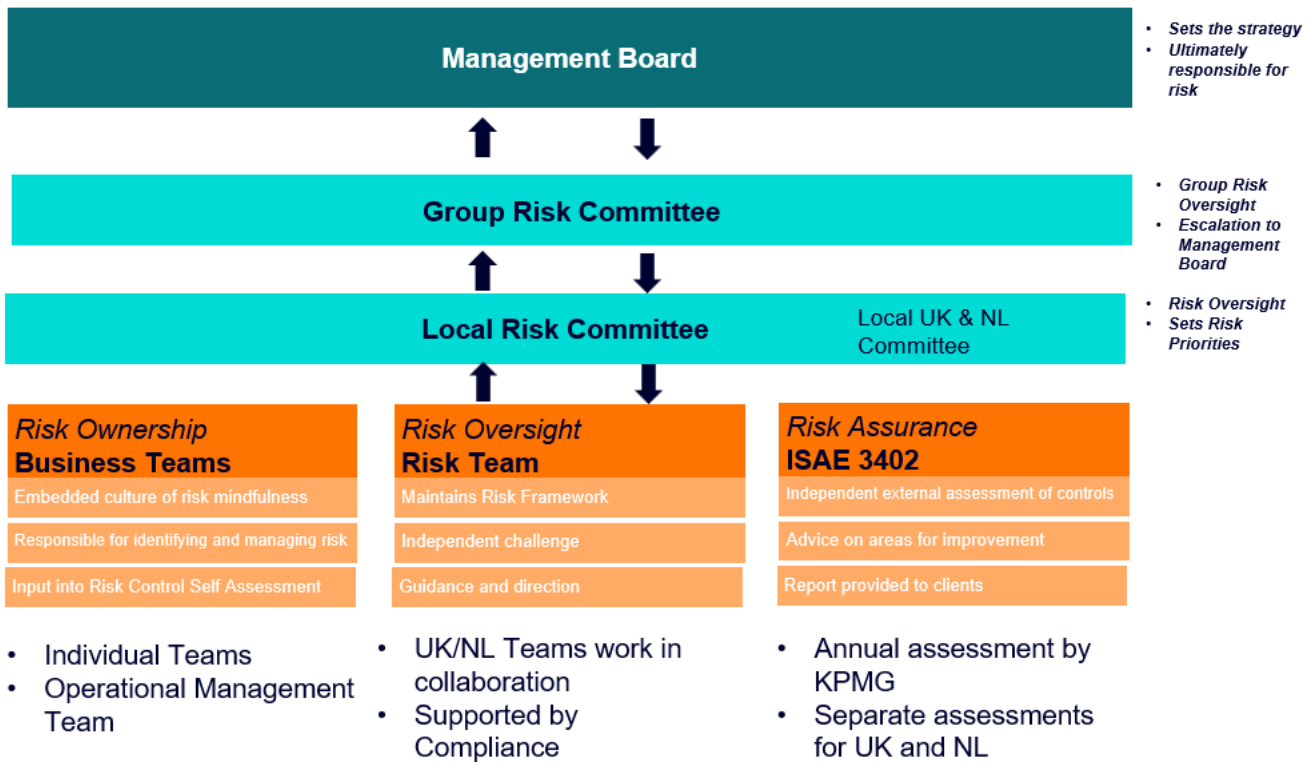 Management Board
• Sets the strategy
• Ultimately
responsible for
risk
Group Risk Committee
• Group Risk
Oversight
• Escalation to
Management
Board
Local Risk Committee
Local UK & NL
Committee
• Risk Oversight
• Sets Risk
Priorities
Risk Ownership
Business Teams
Embedded culture of risk mindfulness
Responsible for identifying and managing risk
Input into Risk Control Self Assessment
• Individual Teams
• Operational Management
Team
Risk Oversight
Risk Team
Maintains Risk Framework
Independent challenge
Guidance and direction
• UK/NL Teams work in
collaboration
• Supported by
Compliance
Risk Assurance
ISAE 3402
Independent external assessment of controls
Advice on areas for improvement
Report provided to clients
• Annual assessment by
KPMG
• Separate assessments
for UK and NL